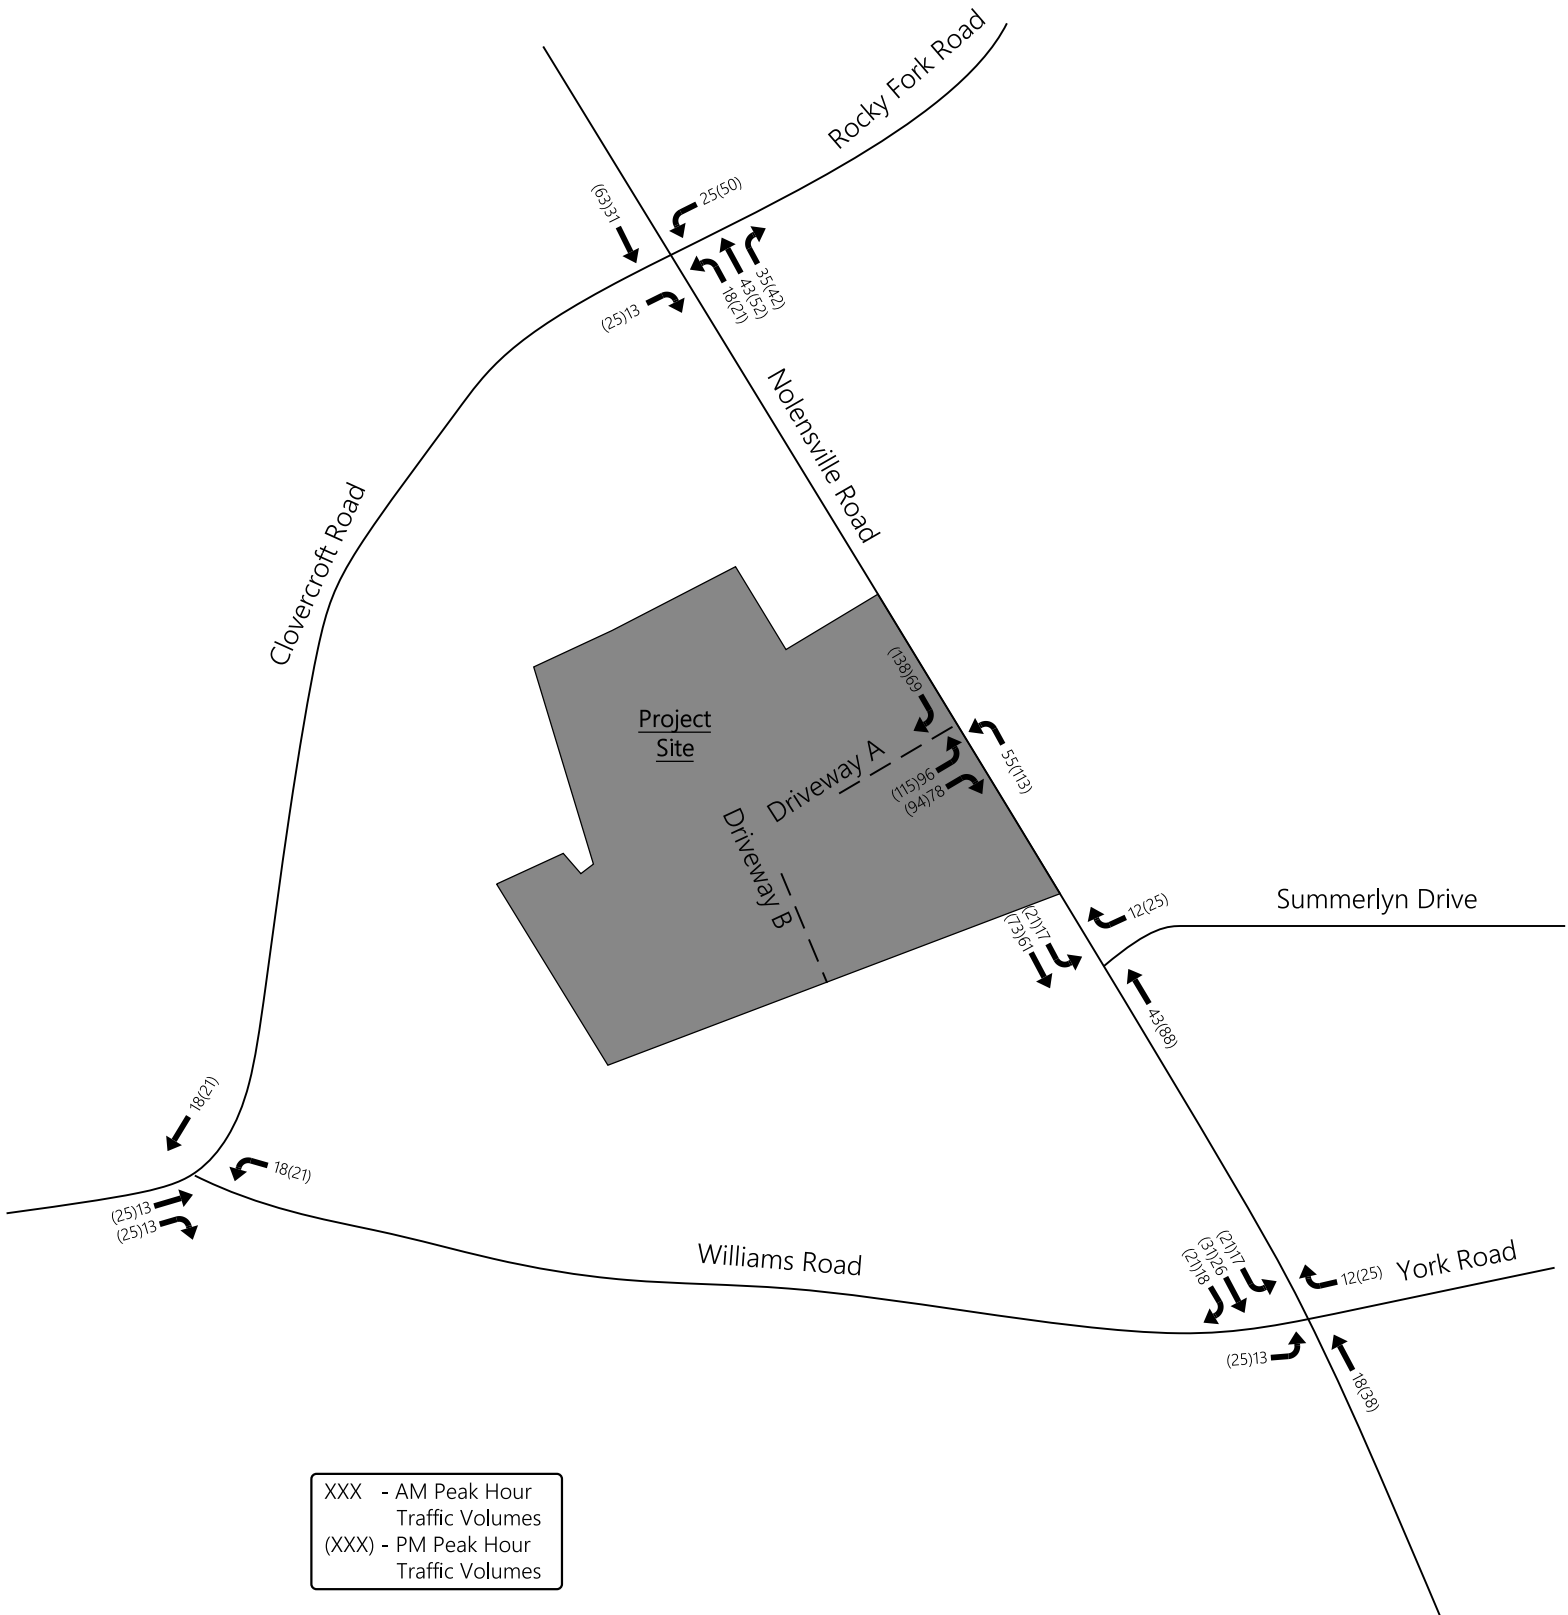 Rocky Fork Road
(63)31
25(50)
35(42)
43(52)
18(21)
(25)13
Nolensville Road
Clovercroft Road
(138)69
Project
Site
Driveway A
55(113)
(115)96
(94)78
Driveway B
Summerlyn Drive
12(25)
(21)17
(73)61
43(88)
18(21)
18(21)
(25)13
(25)13
Williams Road
(21)17
(31)26
(21)18
York Road
12(25)
(25)13
18(38)
XXX - AM Peak Hour
Traffic Volumes
(XXX) - PM Peak Hour
Traffic Volumes